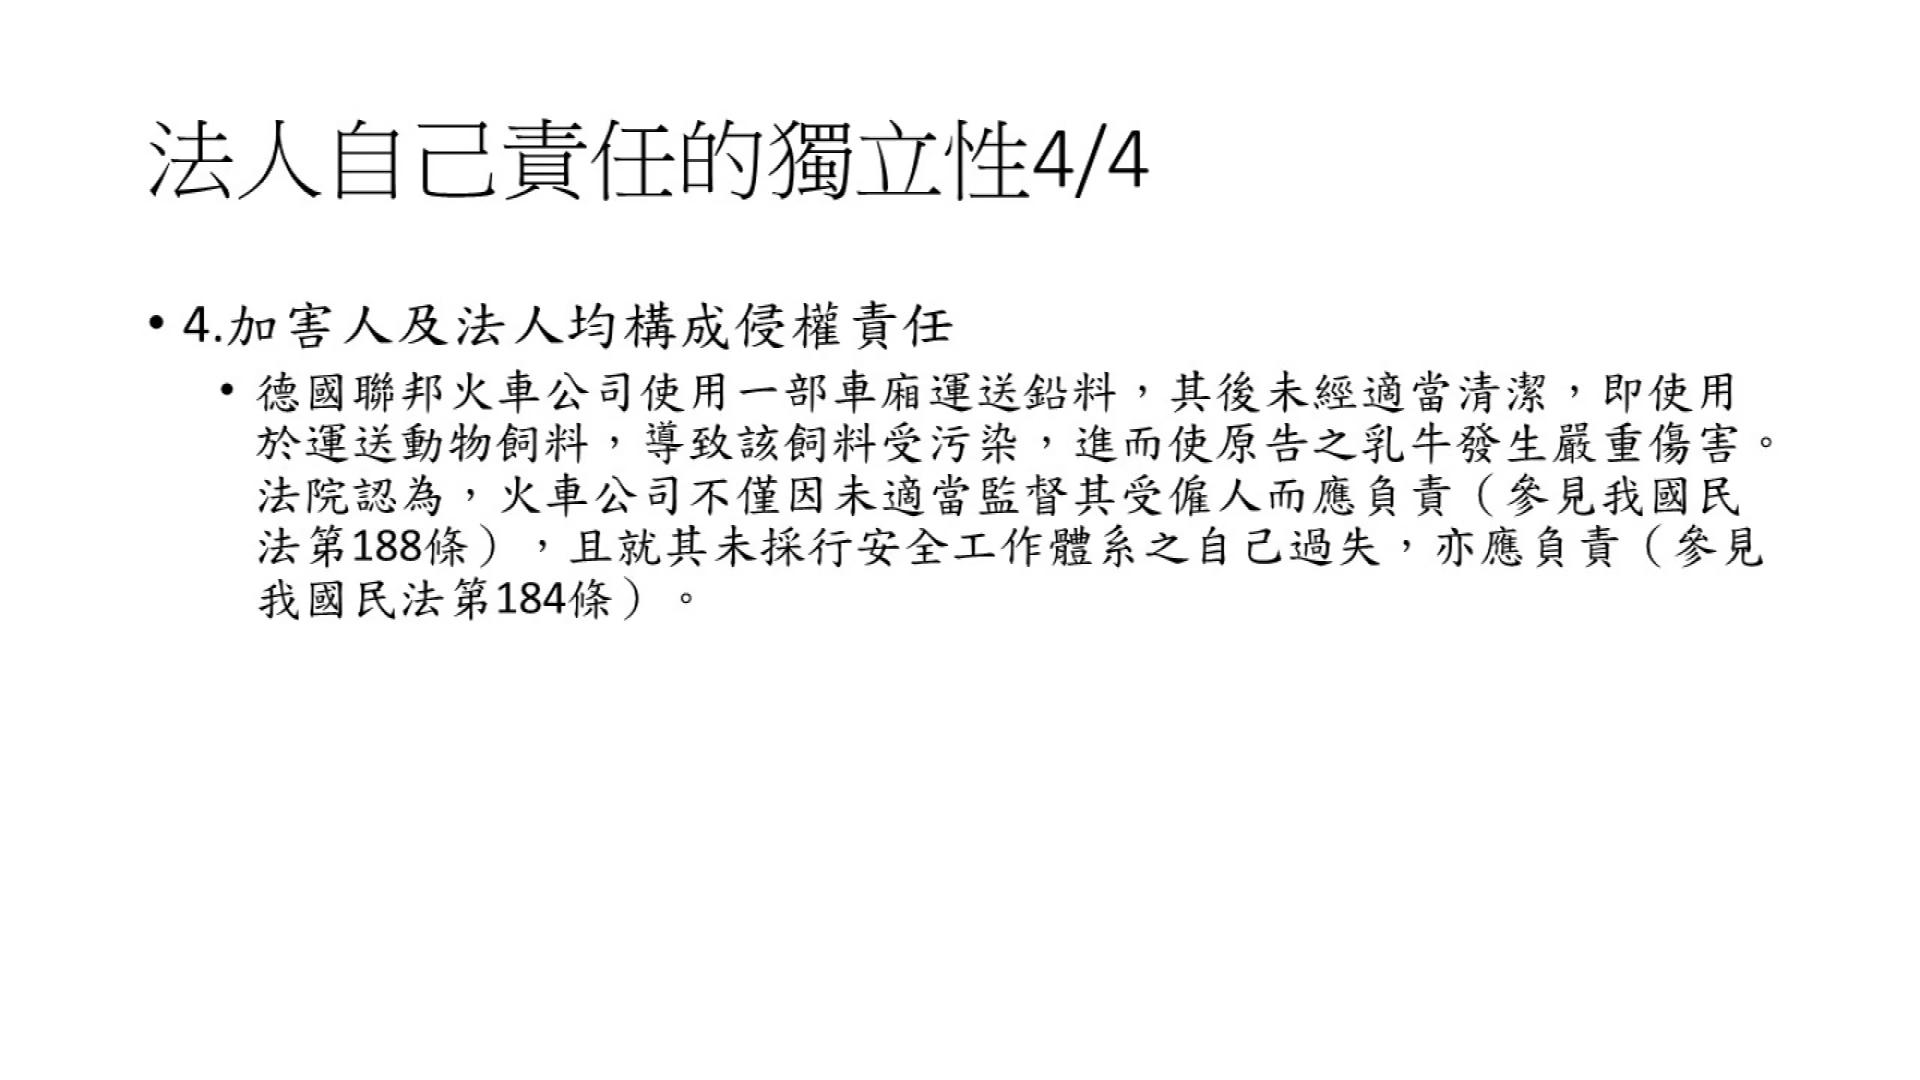 法人自己責任的獨立性4/4
• 4.加害人及法人均構成侵權責任
• 德國聯邦火車公司使用一部車廂運送鉛料，其後未經適當清潔，即使用
於運送動物飼料，導致該飼料受污染，進而使原告之乳牛發生嚴重傷害。
法院認為，火車公司不僅因未適當監督其受僱人而應負責（參見我國民
法第188條），且就其未採行安全工作體系之自己過失，亦應負責（參見
我國民法第184條）。